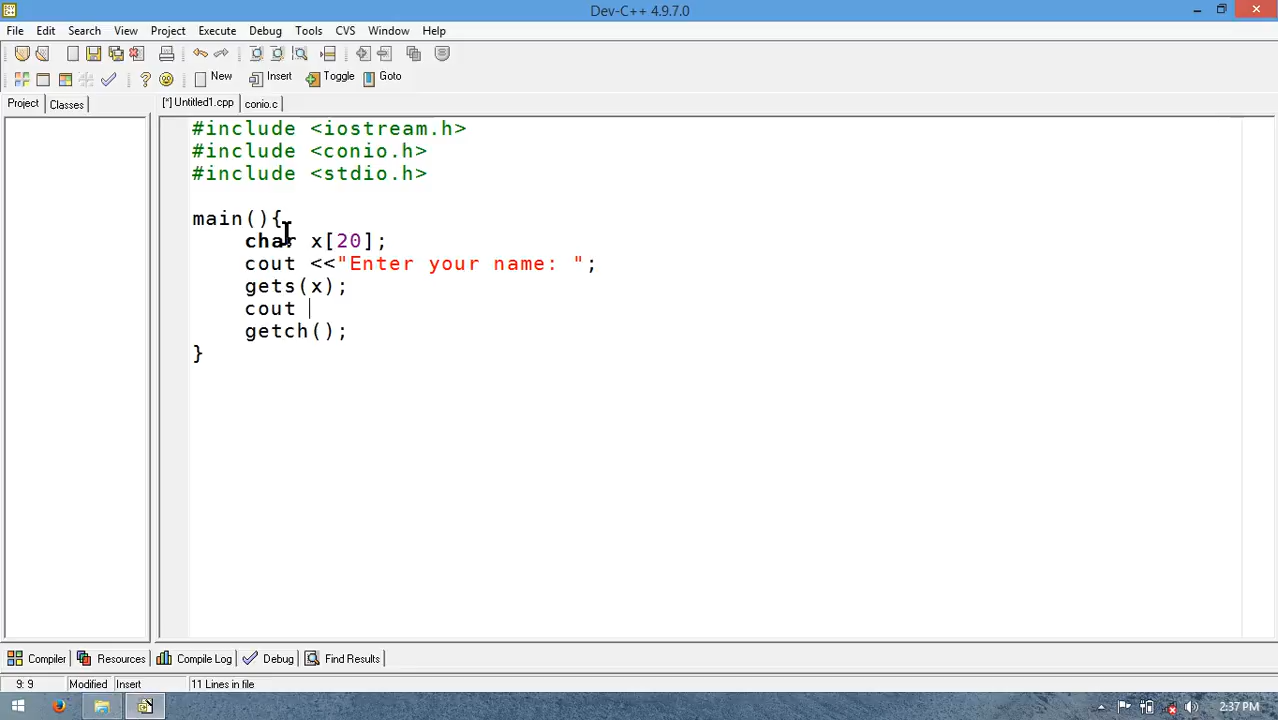 Dev-C++ 4.9.7.0
File Edit Search View Project Execute Debug Tools CVS Window Help
New Insert Toggle Goto
Project Classes [*] Untitled1.cpp conio.c
#include <iostream.h>
#include <conio.h>
#include <stdio.h>
main(){
char x[20];
cout <<"Enter your name: ";
gets(x);
cout
getch();
}
Compiler Resources Compile Log Debug Find Results
9: 9 Modified Insert 11 Lines in file
2:37 PM